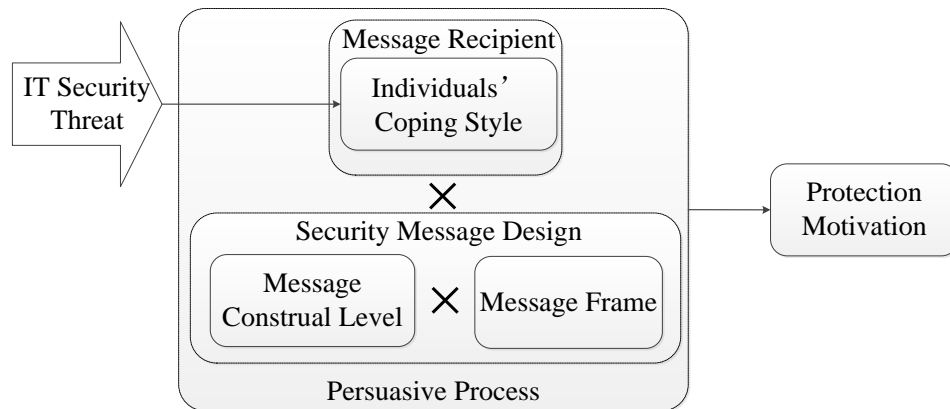 IT Security
Threat
Message Recipient
Individuals’
Coping Style
×
Security Message Design
Message
Construal Level
×
Message Frame
Persuasive Process
Protection
Motivation